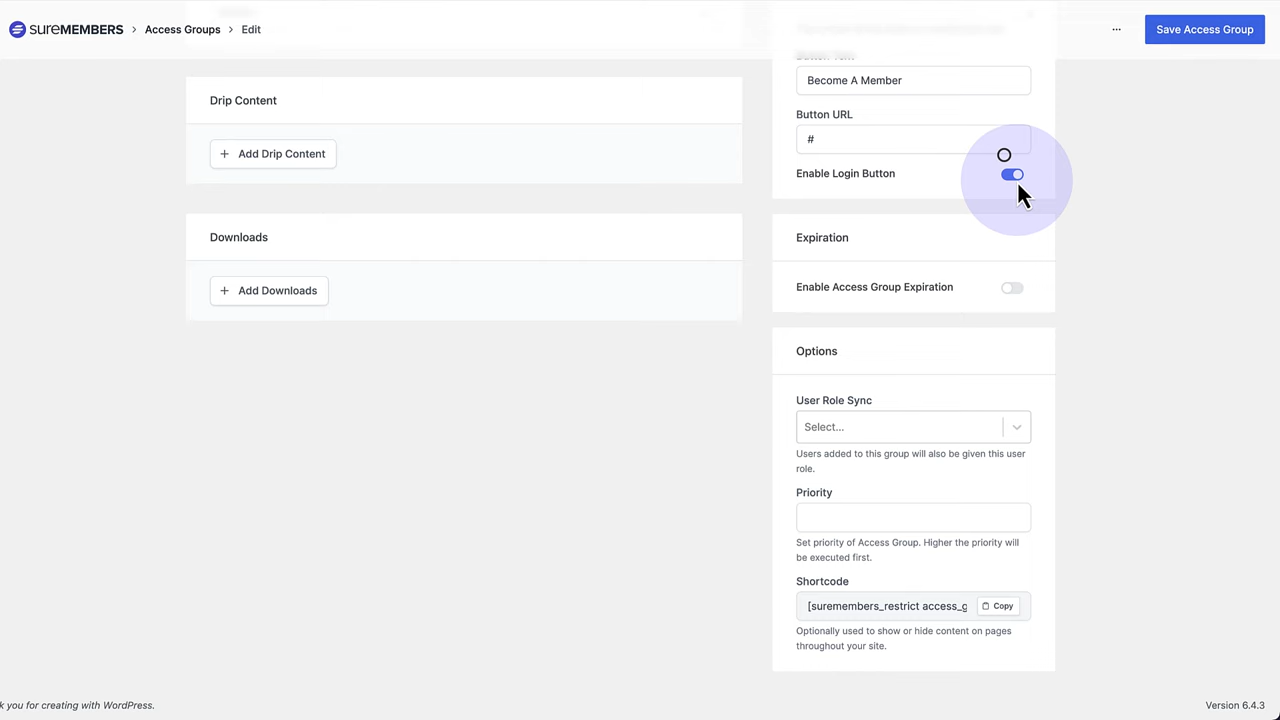 sureMEMBERS > Access Groups > Edit
...
Save Access Group
Drip Content
+ Add Drip Content
Downloads
+ Add Downloads
Button Text
Become A Member
Button URL
#
Enable Login Button
Expiration
Enable Access Group Expiration
Options
User Role Sync
Select...
Users added to this group will also be given this user
role.
Priority
Set priority of Access Group. Higher the priority will
be executed first.
Shortcode
[suremembers_restrict access_g
Copy
Optionally used to show or hide content on pages
throughout your site.
k you for creating with WordPress.
Version 6.4.3